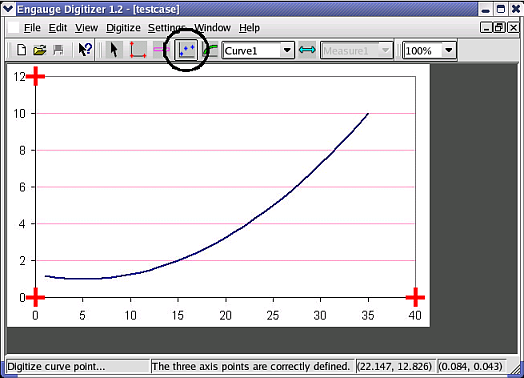 Engauge Digitizer 1.2 - [testcase]
File Edit View Digitize Settings Window Help
Curve1 Measure1 100%
12
10
8
6
4
2
0
0 5 10 15 20 25 30 35 40
Digitize curve point... The three axis points are correctly defined. (22.147, 12.826) (0.084, 0.043)